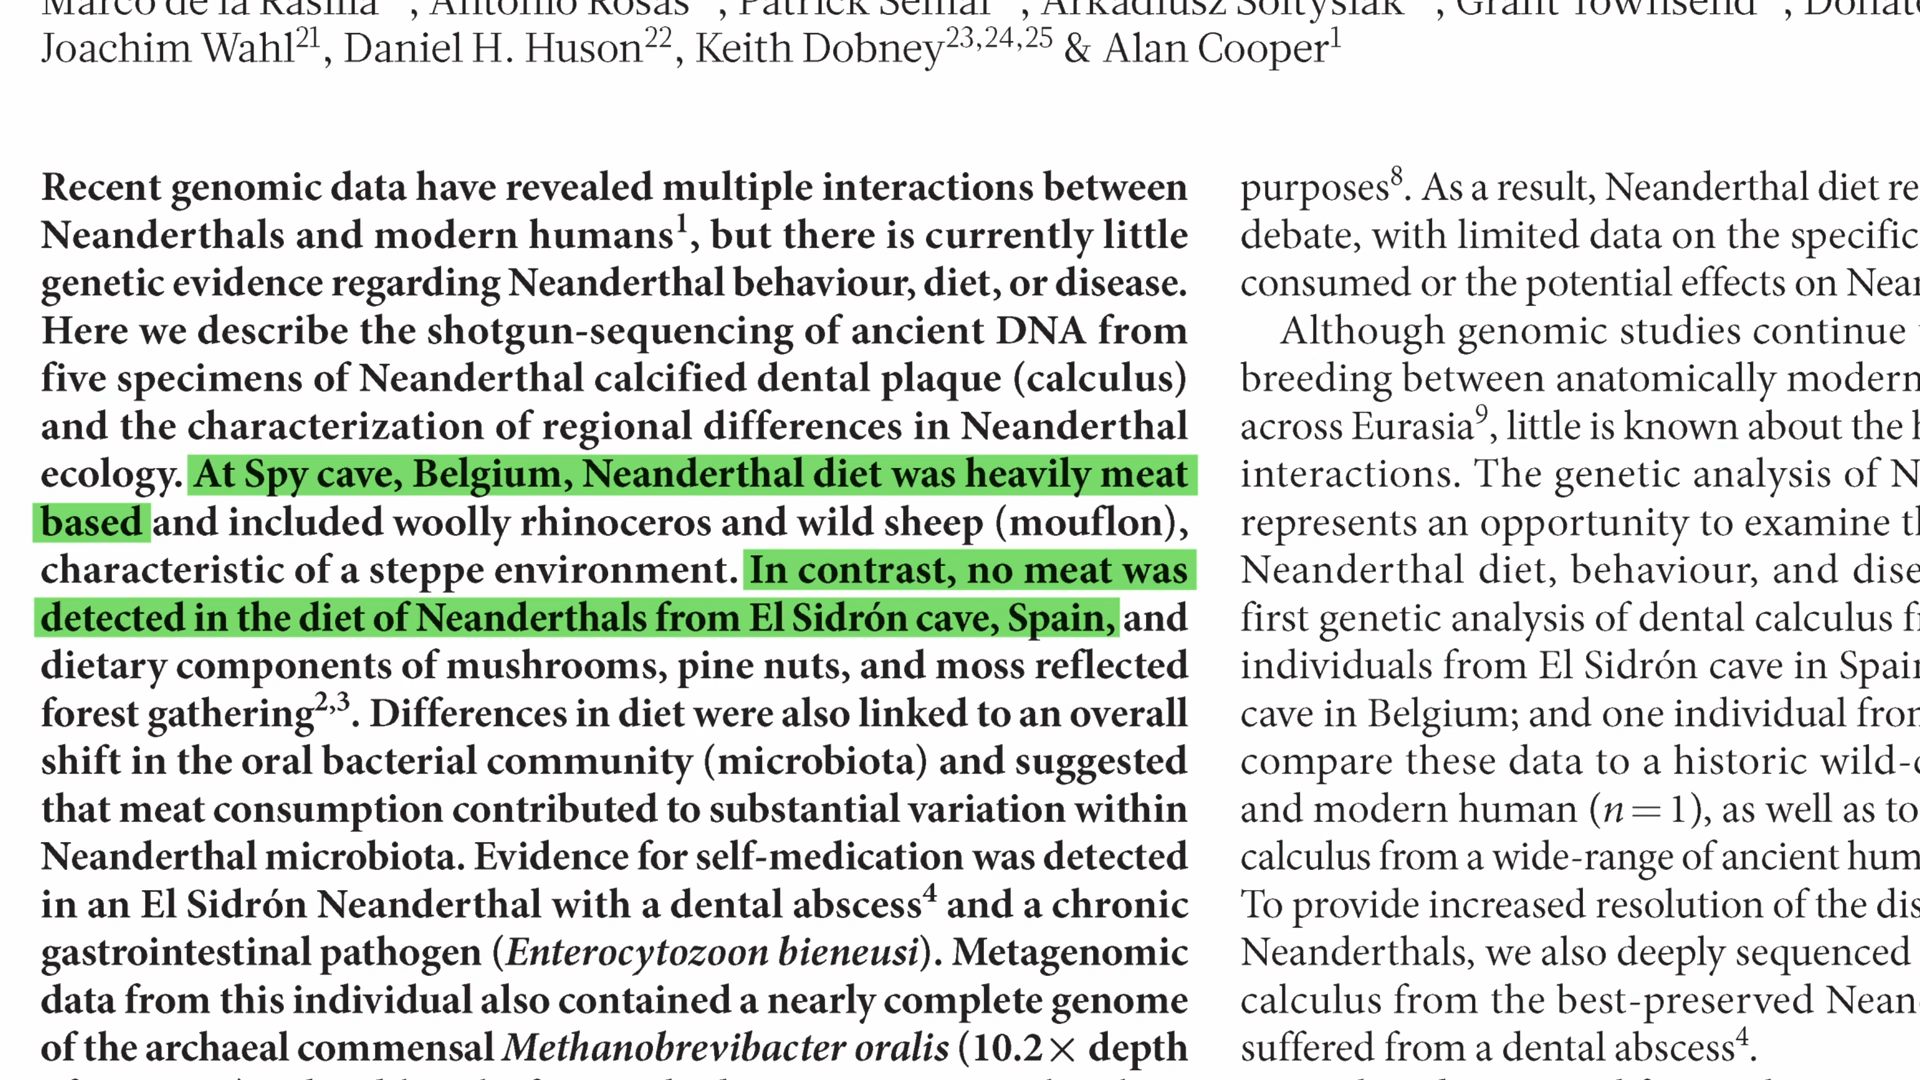 Marco de la Rasilla , Antonio Rosas , Patrick Semal , Arkadiusz Sołtysiak , Grant Townsend , Donato
Joachim Wahl21, Daniel H. Huson22, Keith Dobney23,24,25 & Alan Cooper1
Recent genomic data have revealed multiple interactions between
Neanderthals and modern humans1, but there is currently little
genetic evidence regarding Neanderthal behaviour, diet, or disease.
Here we describe the shotgun-sequencing of ancient DNA from
five specimens of Neanderthal calcified dental plaque (calculus)
and the characterization of regional differences in Neanderthal
ecology. At Spy cave, Belgium, Neanderthal diet was heavily meat
based and included woolly rhinoceros and wild sheep (mouflon),
characteristic of a steppe environment. In contrast, no meat was
detected in the diet of Neanderthals from El Sidrón cave, Spain, and
dietary components of mushrooms, pine nuts, and moss reflected
forest gathering2,3. Differences in diet were also linked to an overall
shift in the oral bacterial community (microbiota) and suggested
that meat consumption contributed to substantial variation within
Neanderthal microbiota. Evidence for self-medication was detected
in an El Sidrón Neanderthal with a dental abscess4 and a chronic
gastrointestinal pathogen (Enterocytozoon bieneusi). Metagenomic
data from this individual also contained a nearly complete genome
of the archaeal commensal Methanobrevibacter oralis (10.2× depth
purposes8. As a result, Neanderthal diet re
debate, with limited data on the specific
consumed or the potential effects on Nea
Although genomic studies continue
breeding between anatomically modern
across Eurasia9, little is known about the
interactions. The genetic analysis of N
represents an opportunity to examine
Neanderthal diet, behaviour, and dise
first genetic analysis of dental calculus
individuals from El Sidrón cave in Spain
cave in Belgium; and one individual from
compare these data to a historic wild-
and modern human (n = 1), as well as to
calculus from a wide-range of ancient hum
To provide increased resolution of the dis
Neanderthals, we also deeply sequenced
calculus from the best-preserved Nean
suffered from a dental abscess4.